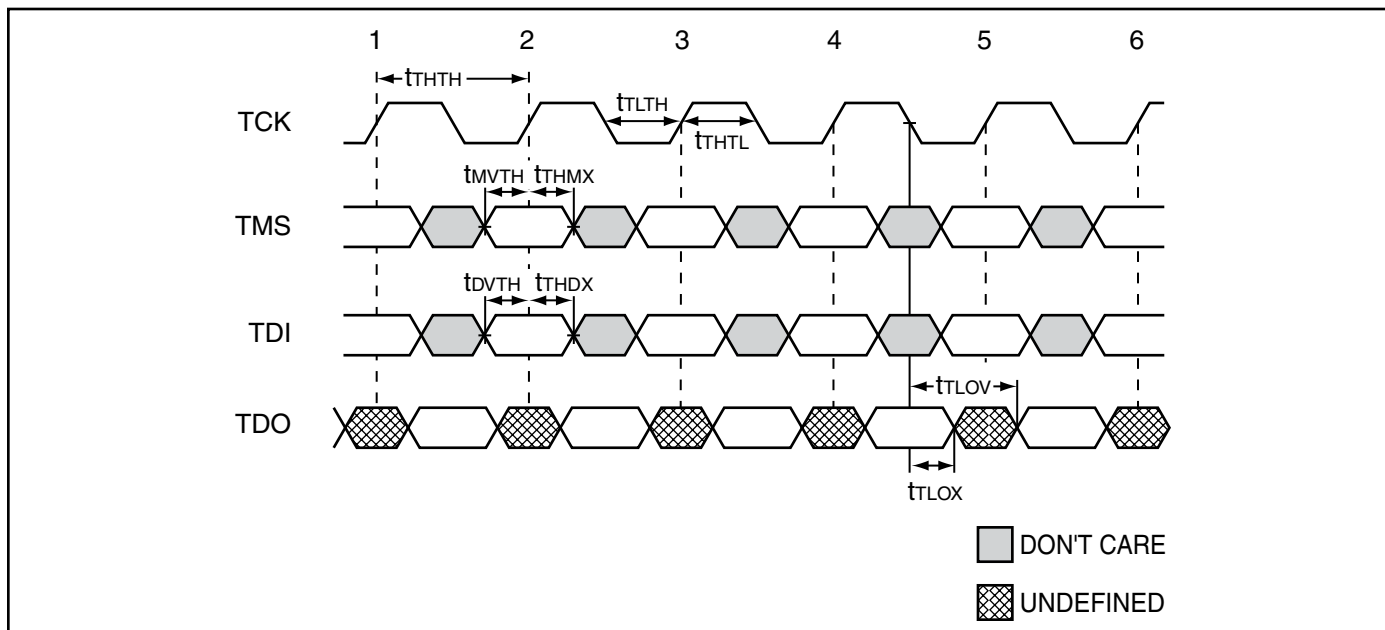 1 2 3 4 5 6
tTHTH
TCK
tTLTH
tTHTL
tMVTH tTHMX
TMS
tDVTH tTHDX
TDI
tTLOV
TDO
tTLOX
DON'T CARE
UNDEFINED